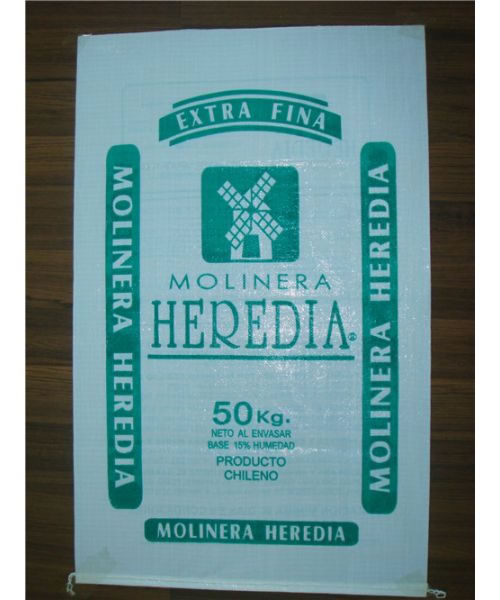 EXTRA FINA
MOLINERA HEREDIA
MOLINERA
HEREDIA®
50 Kg.
NETO AL ENVASAR
BASE 15% HUMEDAD
PRODUCTO
CHILENO
MOLINERA HEREDIA
MOLINERA HEREDIA